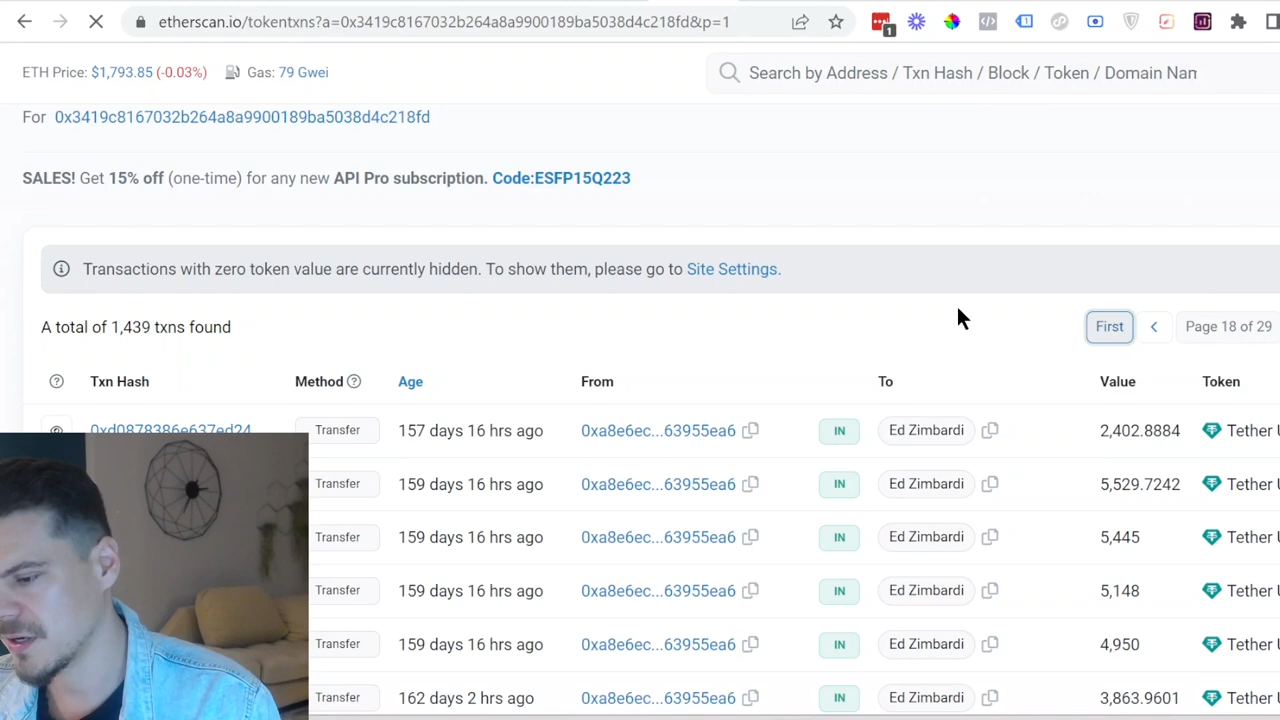 etherscan.io/tokentxns?a=0x3419c8167032b264a8a9900189ba5038d4c218fd&p=1
1
ETH Price: $1,793.85 (-0.03%) Gas: 79 Gwei
Search by Address / Txn Hash / Block / Token / Domain Nam
For 0x3419c8167032b264a8a9900189ba5038d4c218fd
SALES! Get 15% off (one-time) for any new API Pro subscription. Code:ESFP15Q223
Transactions with zero token value are currently hidden. To show them, please go to Site Settings.
A total of 1,439 txns found
First < Page 18 of 29
Txn Hash Method Age From To Value Token
0xd0878386e637ed24 Transfer 157 days 16 hrs ago 0xa8e6ec...63955ea6 IN Ed Zimbardi 2,402.8884 Tether U
Transfer 159 days 16 hrs ago 0xa8e6ec...63955ea6 IN Ed Zimbardi 5,529.7242 Tether U
Transfer 159 days 16 hrs ago 0xa8e6ec...63955ea6 IN Ed Zimbardi 5,445 Tether U
Transfer 159 days 16 hrs ago 0xa8e6ec...63955ea6 IN Ed Zimbardi 5,148 Tether U
Transfer 159 days 16 hrs ago 0xa8e6ec...63955ea6 IN Ed Zimbardi 4,950 Tether U
Transfer 162 days 2 hrs ago 0xa8e6ec...63955ea6 IN Ed Zimbardi 3,863.9601 Tether U